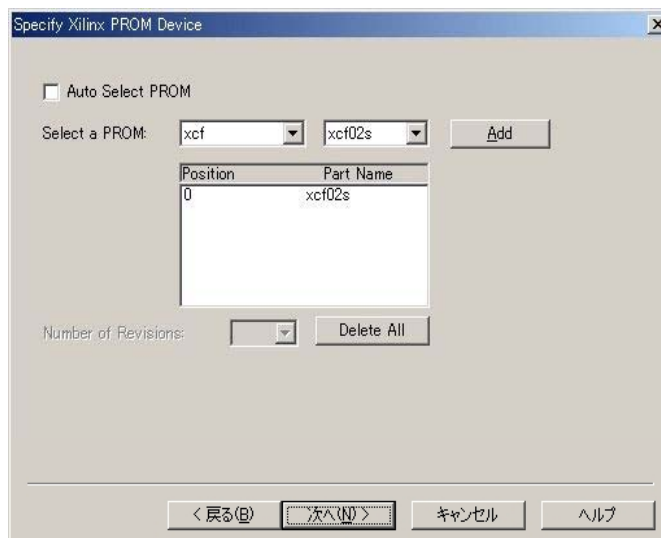 Specify Xilinx PROM Device
Auto Select PROM
Select a PROM: xcf xcf02s Add
Position Part Name
0 xcf02s
Number of Revisions: Delete All
< 戻る(B) 次へ(N) > キャンセル ヘルプ